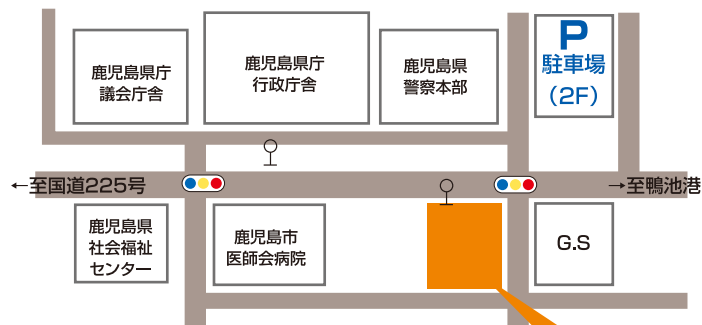 鹿児島県庁
議会庁舎
鹿児島県庁
行政庁舎
鹿児島県
警察本部
P
駐車場
（2F）
←至国道225号
→至鴨池港
鹿児島県
社会福祉
センター
鹿児島市
医師会病院
G.S